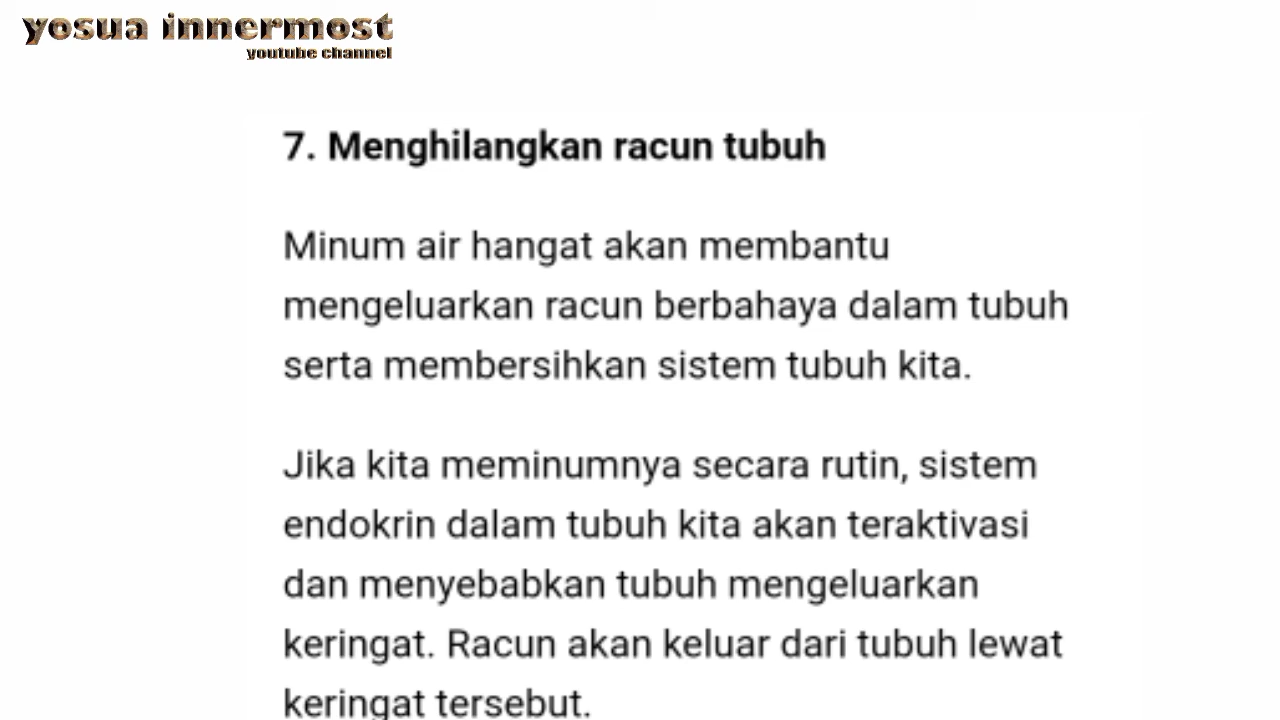 yosua innermost
youtube channel
7. Menghilangkan racun tubuh
Minum air hangat akan membantu
mengeluarkan racun berbahaya dalam tubuh
serta membersihkan sistem tubuh kita.
Jika kita meminumnya secara rutin, sistem
endokrin dalam tubuh kita akan teraktivasi
dan menyebabkan tubuh mengeluarkan
keringat. Racun akan keluar dari tubuh lewat
keringat tersebut.